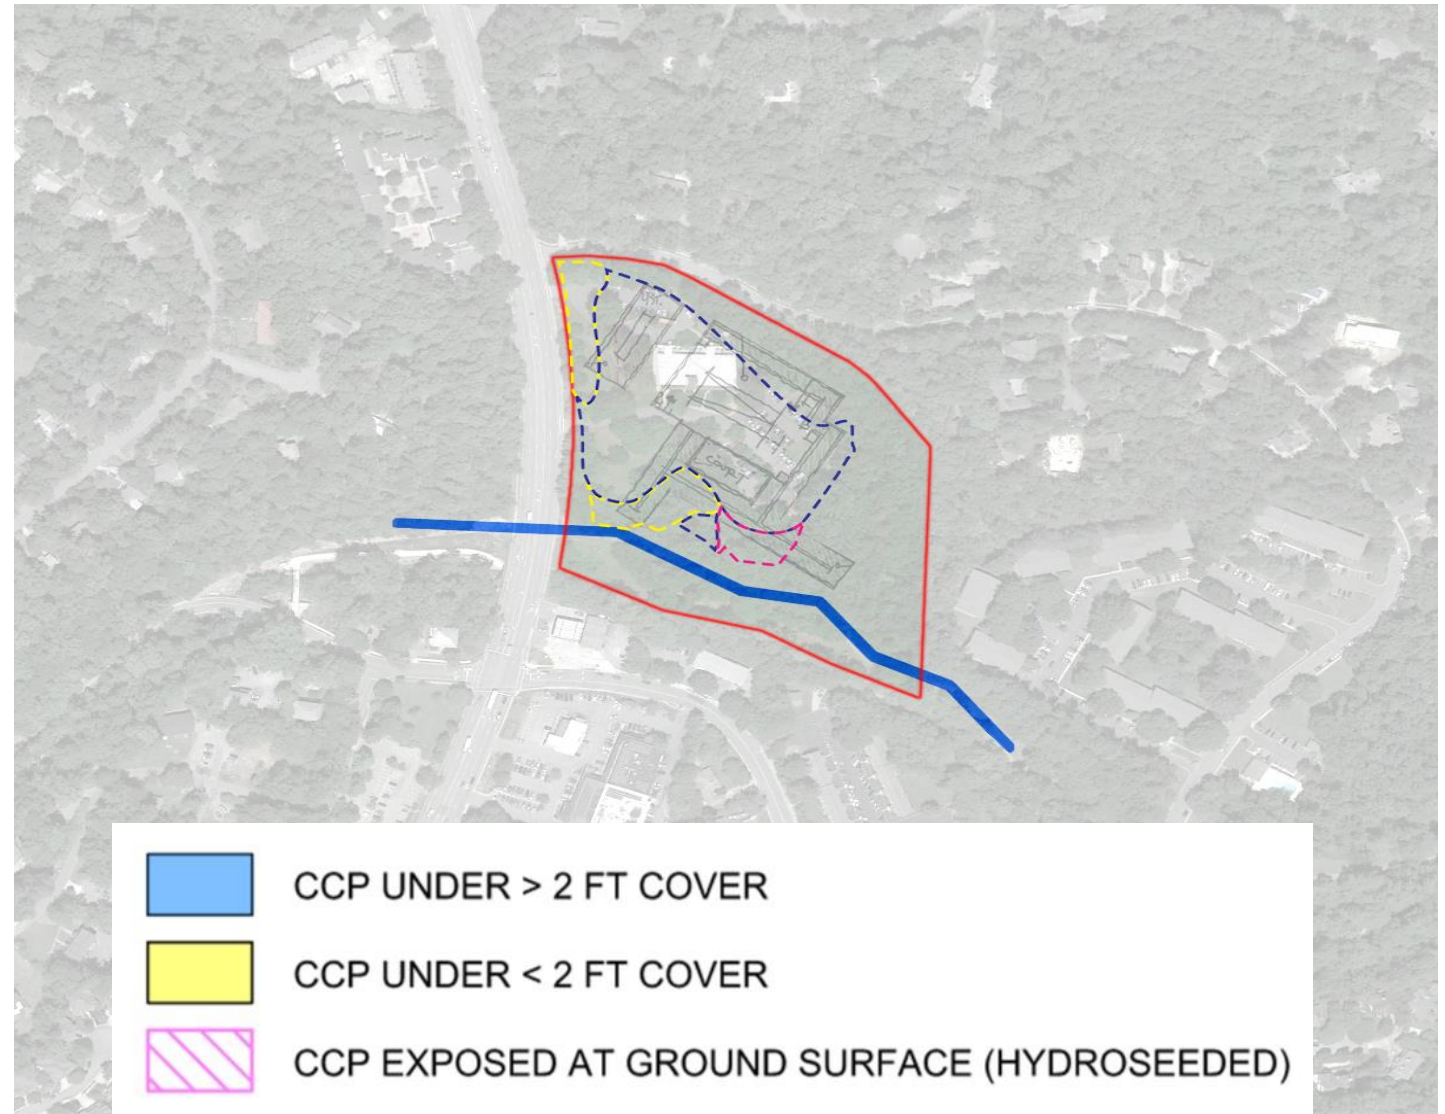 CCP UNDER > 2 FT COVER
CCP UNDER < 2 FT COVER
CCP EXPOSED AT GROUND SURFACE (HYDROSEEDED)